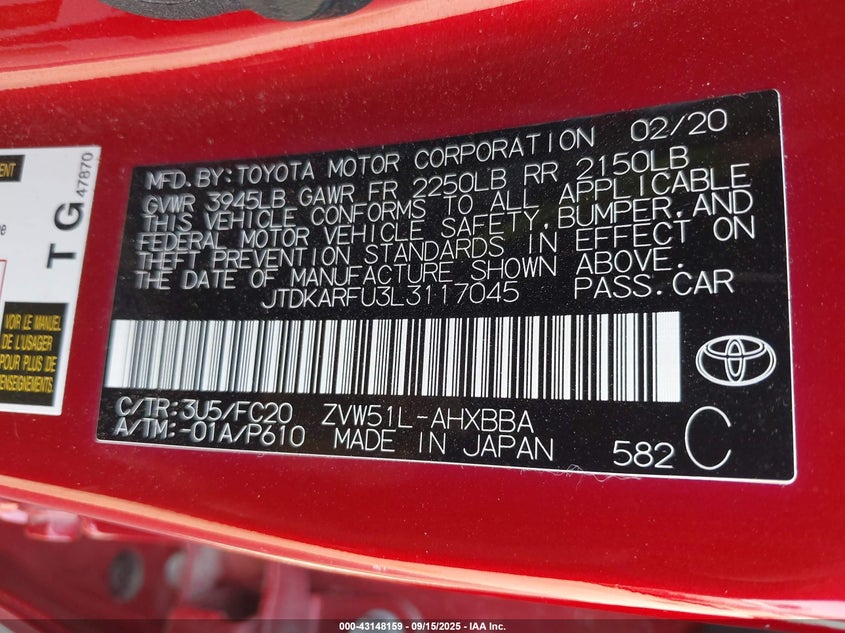 MFD.BY:TOYOTA MOTOR CORPORATION 02/20
GVWR 3945LB GAWR FR 2250LB RR 2150LB
THIS VEHICLE CONFORMS TO ALL APPLICABLE
FEDERAL MOTOR VEHICLE SAFETY,BUMPER,AND
THEFT PREVENTION STANDARDS IN EFFECT ON
THE DATE OF MANUFACTURE SHOWN ABOVE.
JTDKARFU3L3117045 PASS.CAR
C/TR:3U5/FC20 ZVW51L-AHXBBA
A/TM:-01A/P610 MADE IN JAPAN
582 C
TG 47870
VOIR LE MANUEL
DE L'USAGER
POUR PLUS DE
000-43148159 - 09/15/2025 - IAA Inc.